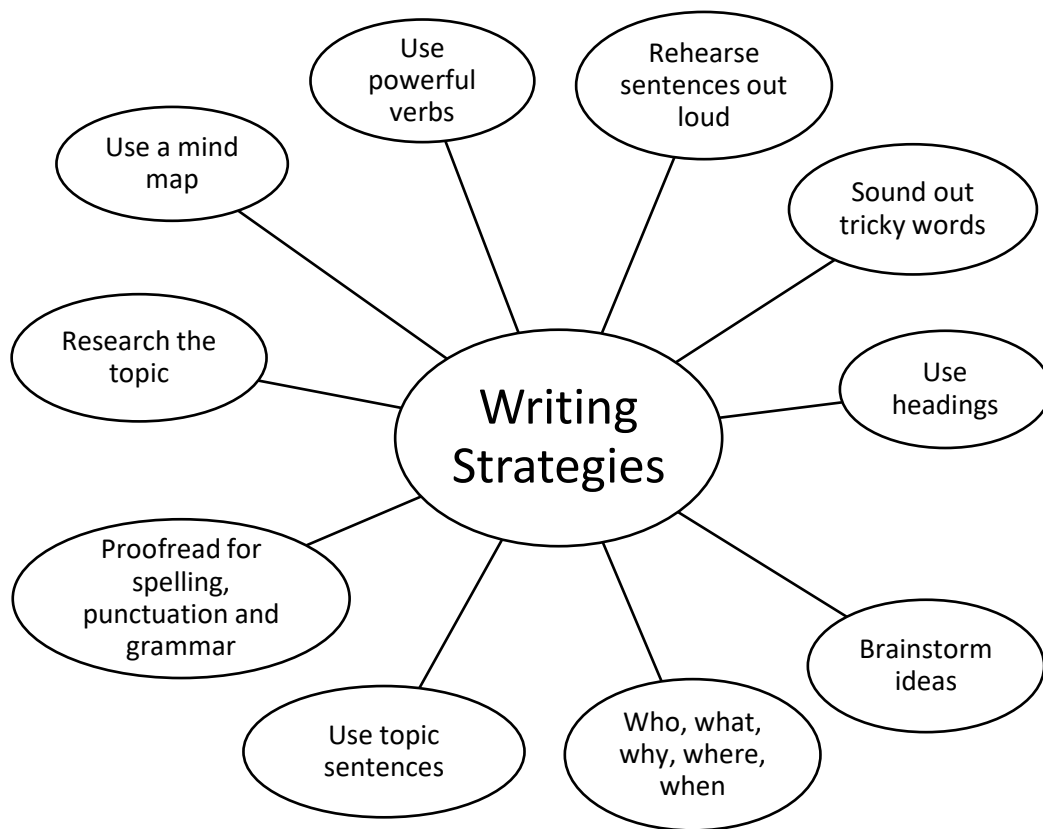 Use
powerful
verbs
Rehearse
sentences out
loud
Use a mind
map
Sound out
tricky words
Research the
topic
Use
headings
Writing
Strategies
Proofread for
spelling,
punctuation and
grammar
Brainstorm
ideas
Use topic
sentences
Who, what,
why, where,
when